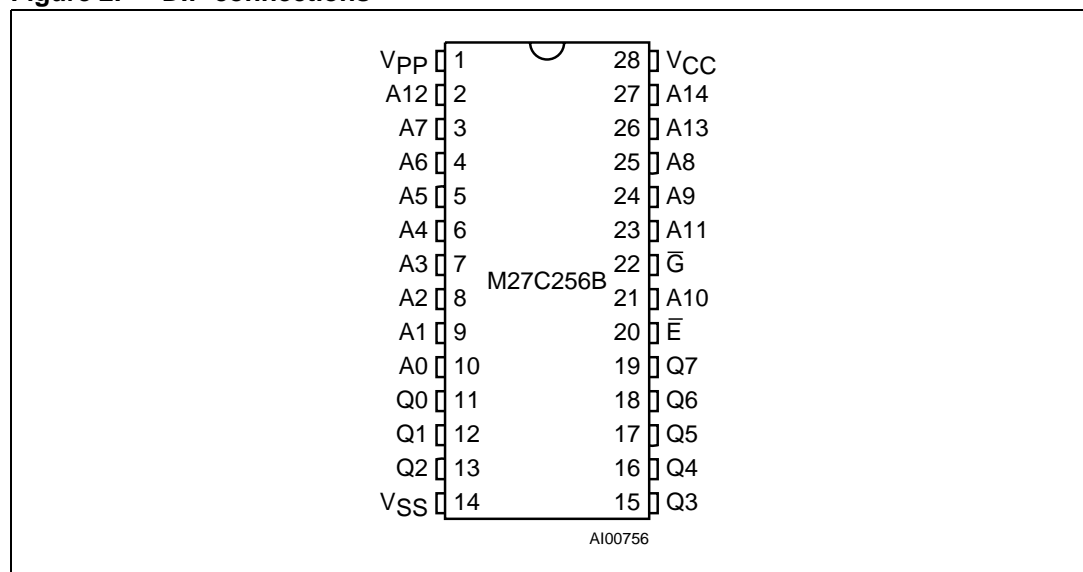 Figure 2. DIP connections
VPP 1 28 VCC
A12 2 27 A14
A7 3 26 A13
A6 4 25 A8
A5 5 24 A9
A4 6 23 A11
A3 7 22 G̅
M27C256B
A2 8 21 A10
A1 9 20 E̅
A0 10 19 Q7
Q0 11 18 Q6
Q1 12 17 Q5
Q2 13 16 Q4
VSS 14 15 Q3
AI00756